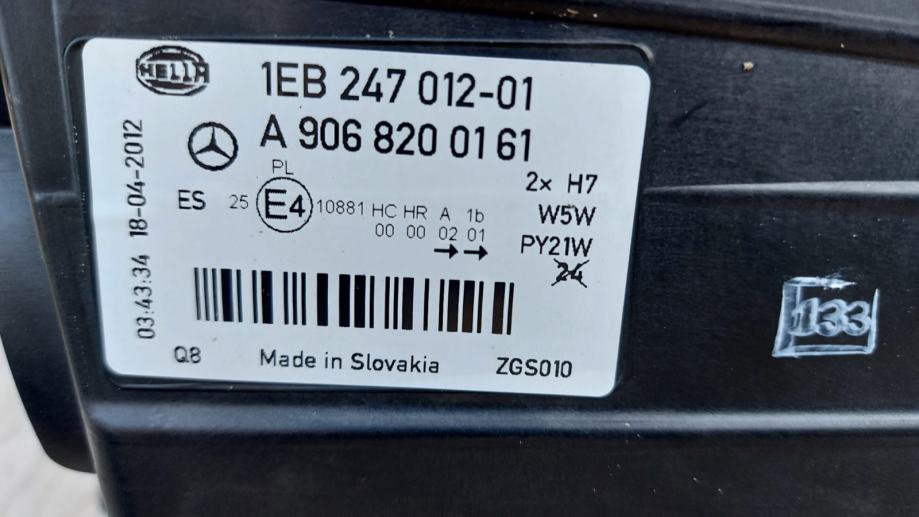 HELLA
1EB 247 012-01
A 906 820 01 61
PL
2x H7
ES 25 E4 10881 HC HR A 1b
W5W
00 00 02 01
PY21W
→ →
24
03:43:34 18-04-2012
Q8 Made in Slovakia ZGS010
133